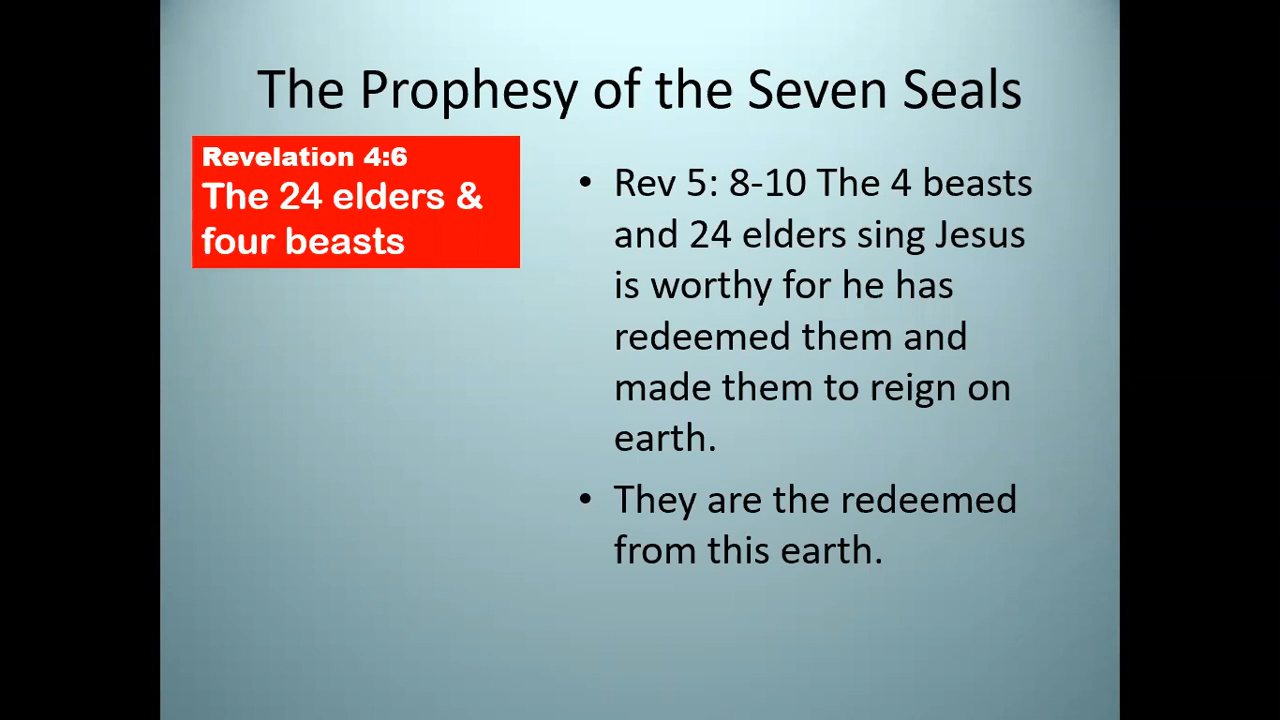 The Prophesy of the Seven Seals
Revelation 4:6
The 24 elders &
four beasts
• Rev 5: 8-10 The 4 beasts
and 24 elders sing Jesus
is worthy for he has
redeemed them and
made them to reign on
earth.
• They are the redeemed
from this earth.